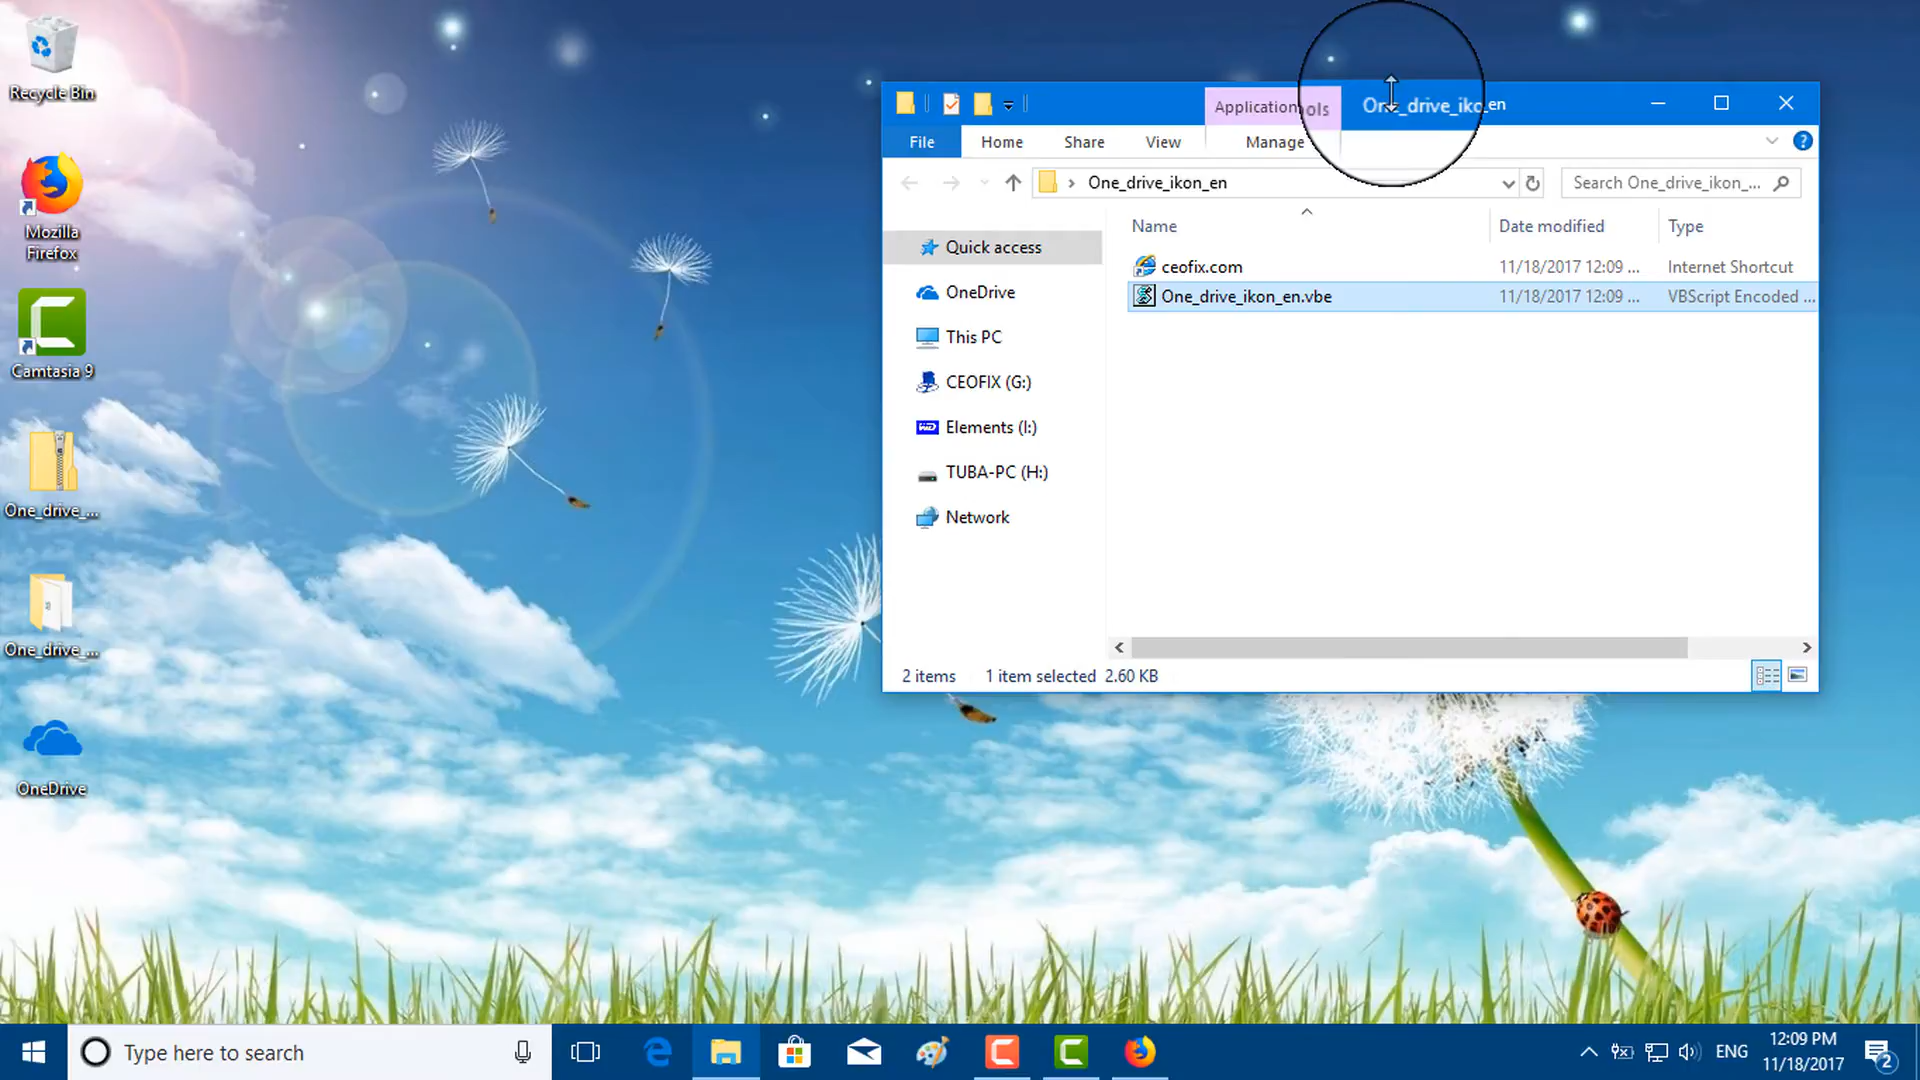 Recycle Bin
Mozilla
Firefox
Camtasia 9
One_drive_...
One_drive_...
OneDrive
Application
ols
One_drive_iko_en
File
Home
Share
View
Manage
One_drive_ikon_en
Search One_drive_ikon_...
Name
Date modified
Type
Quick access
OneDrive
This PC
CEOFIX (G:)
Elements (I:)
TUBA-PC (H:)
Network
ceofix.com
11/18/2017 12:09 ...
Internet Shortcut
One_drive_ikon_en.vbe
11/18/2017 12:09 ...
VBScript Encoded ...
2 items
1 item selected 2.60 KB
Type here to search
ENG
12:09 PM
11/18/2017
2